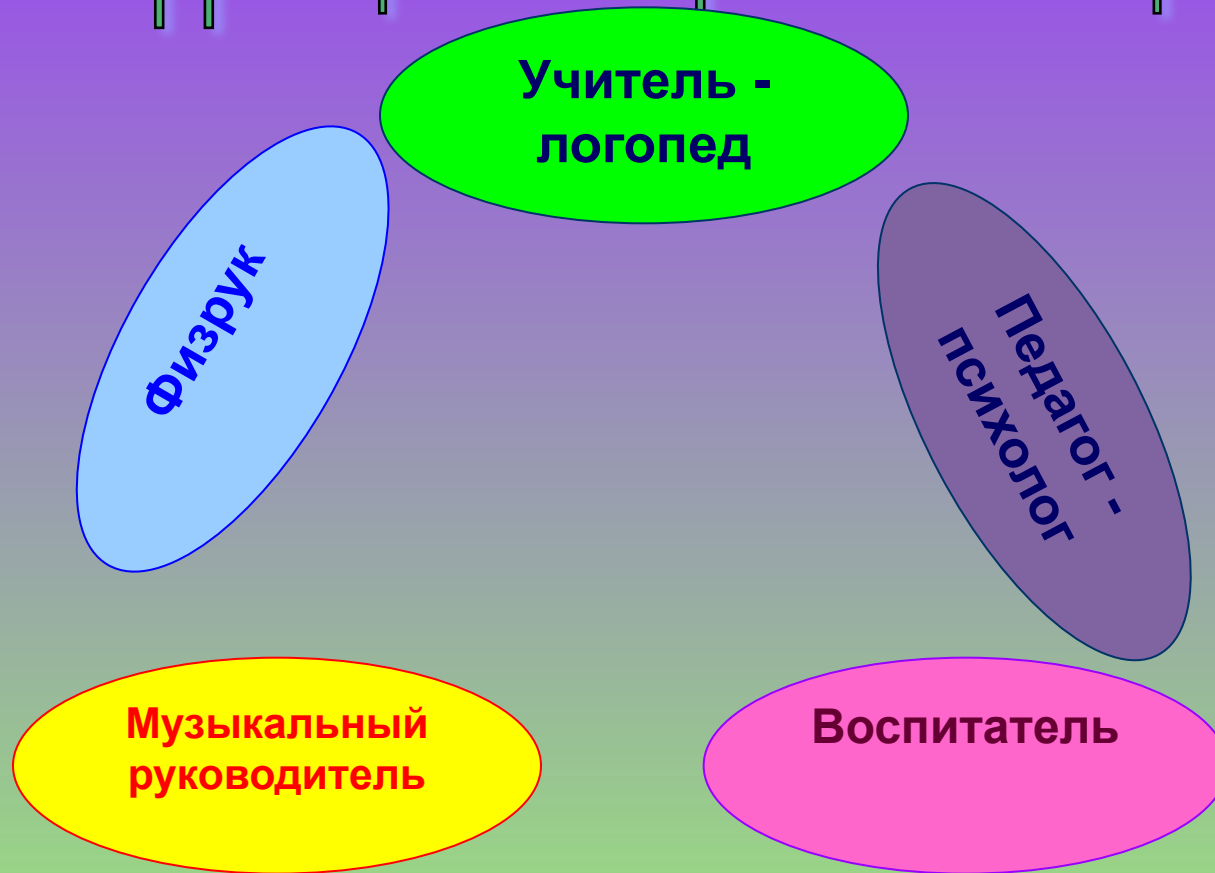 Учитель -
логопед
Физрук
Педагог -
психолог
Музыкальный
руководитель
Воспитатель